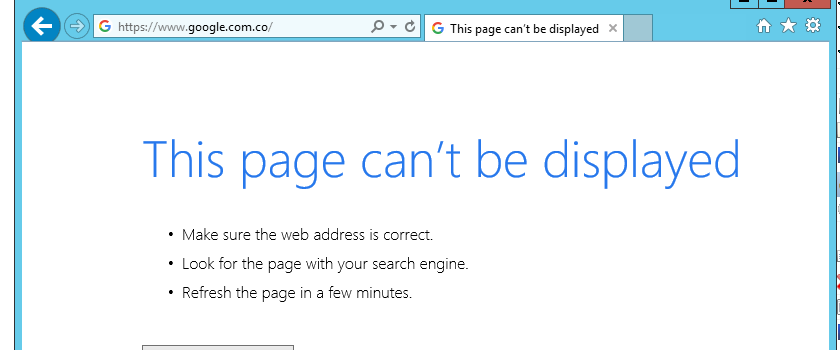 https://www.google.com.co/
This page can't be displayed
This page can't be displayed
• Make sure the web address is correct.
• Look for the page with your search engine.
• Refresh the page in a few minutes.